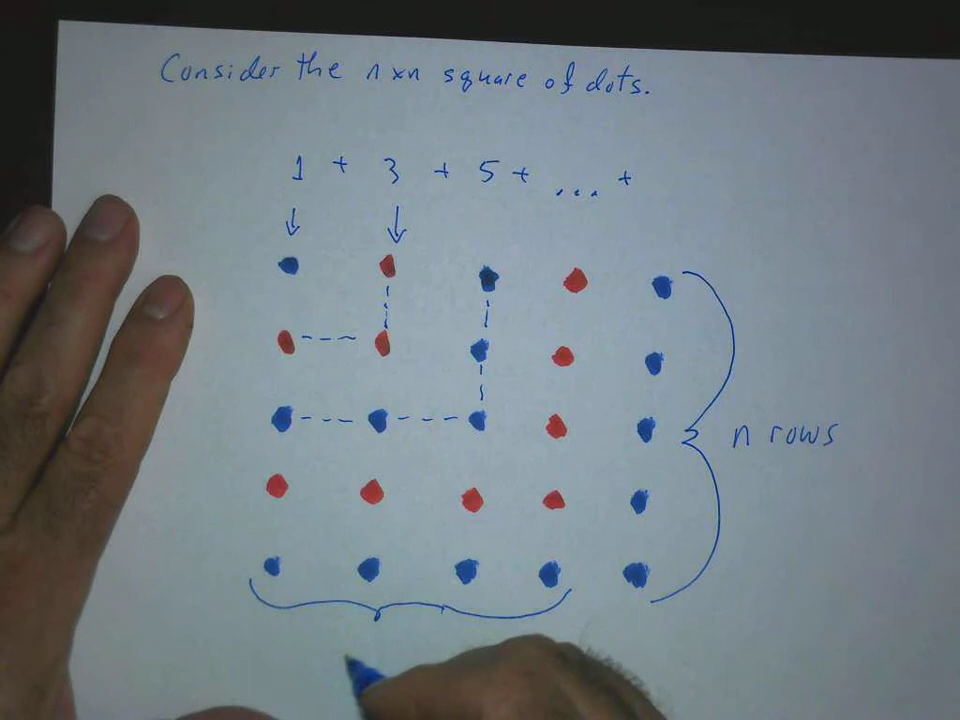 Consider the n×n square of dots.
1 + 3 + 5 + ... +
n rows